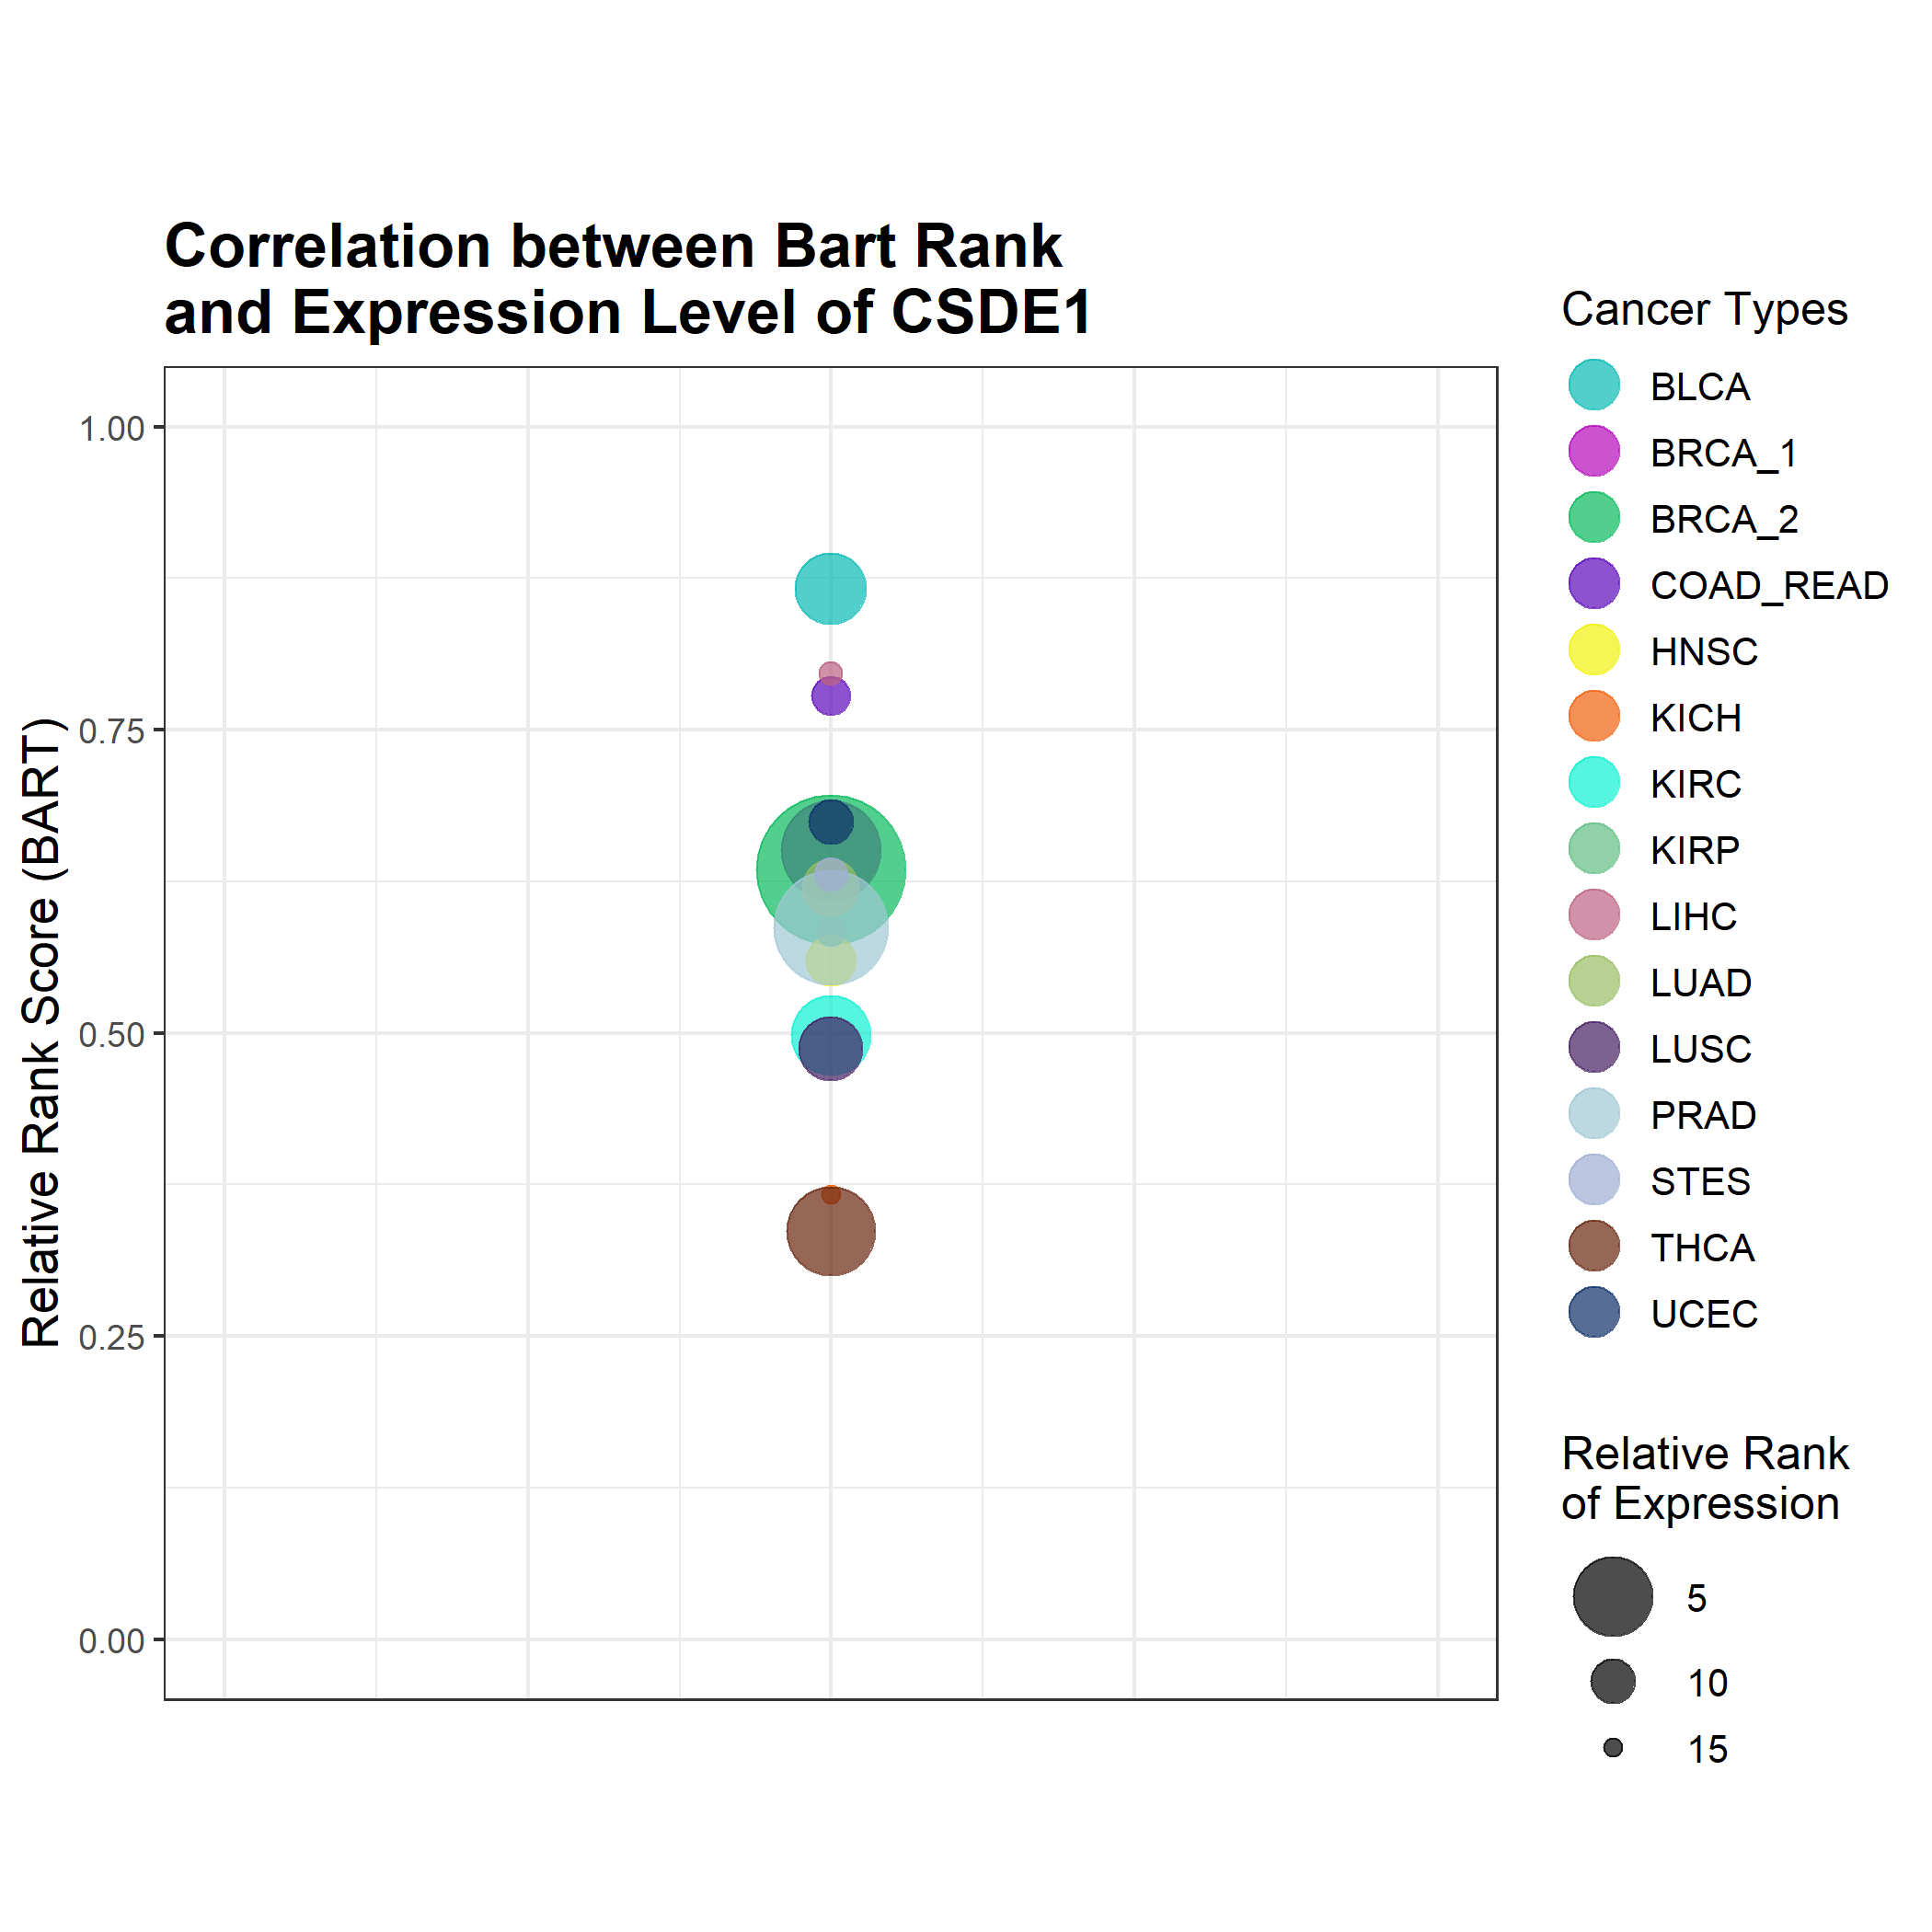 Correlation between Bart Rank
and Expression Level of CSDE1
Relative Rank Score (BART)
1.00
0.75
0.50
0.25
0.00
Cancer Types
BLCA
BRCA_1
BRCA_2
COAD_READ
HNSC
KICH
KIRC
KIRP
LIHC
LUAD
LUSC
PRAD
STES
THCA
UCEC
Relative Rank
of Expression
5
10
15